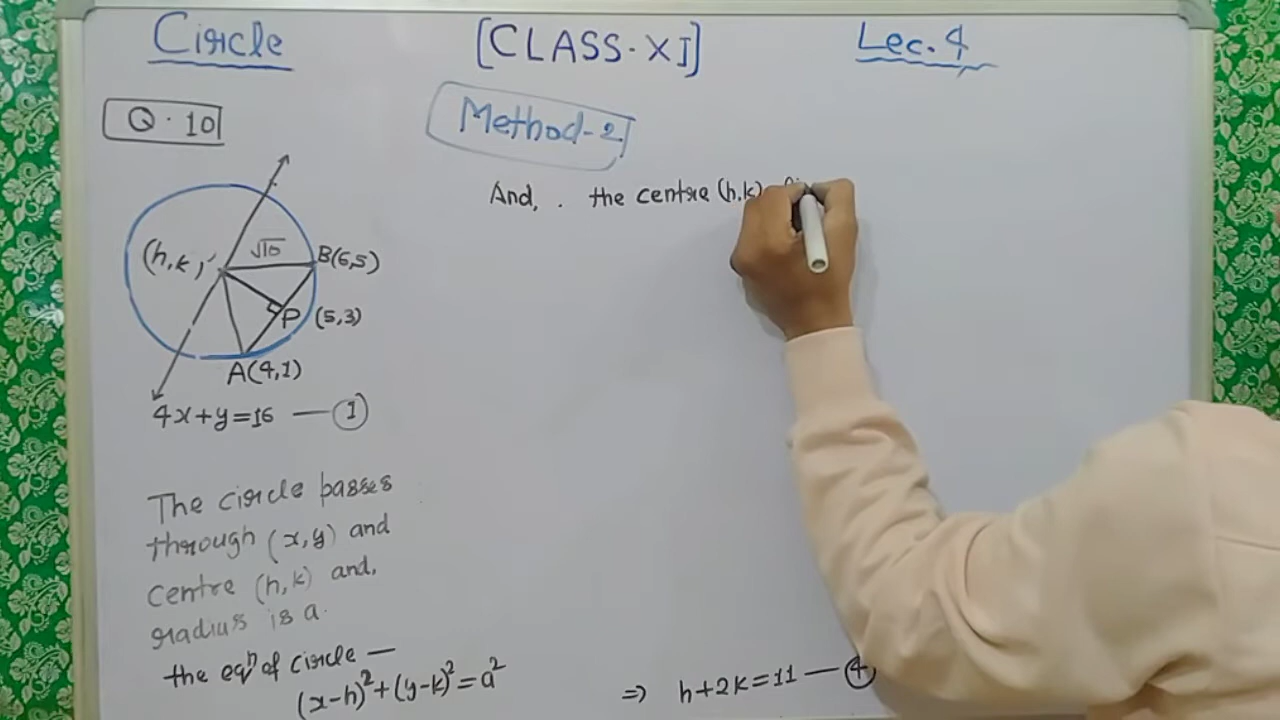 Circle
[CLASS-XI]
Lec. 4
Q. 10
Method-2
And, . the centre (h,k)
(h,k)
√10
B(6,5)
P (5,3)
A(4,1)
4x+y=16 — ①
The circle passes
through (x,y) and
centre (h,k) and,
radius is a.
the eqⁿ of circle —
(x-h)²+(y-k)²=a²
⇒ h+2k=11 — ④